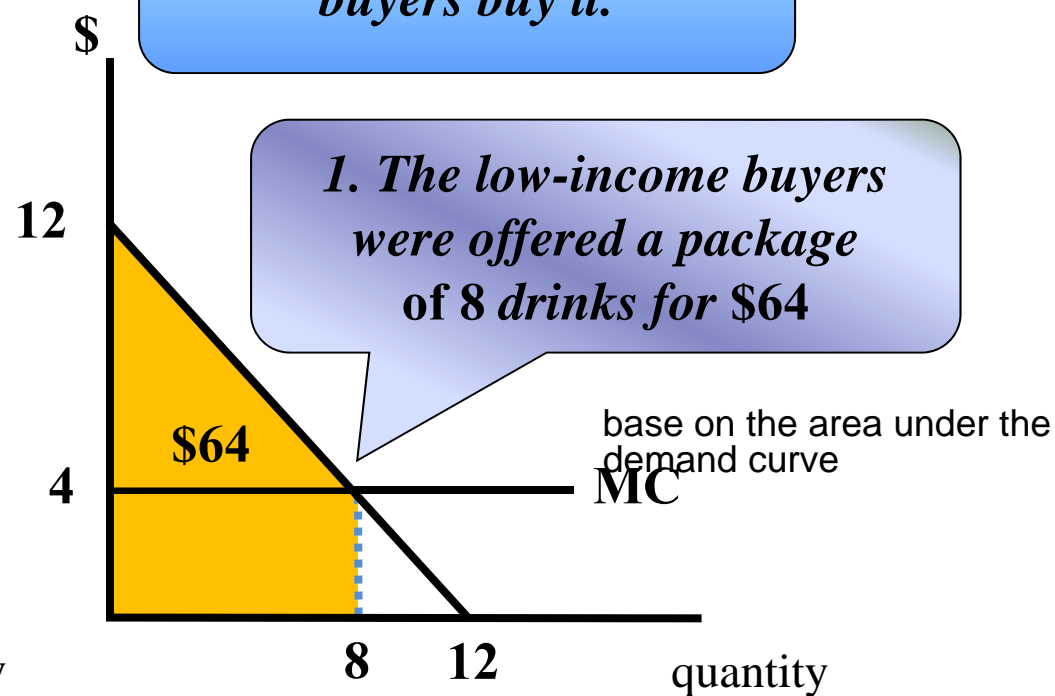 buyers buy it.
$
1. The low-income buyers
were offered a package
of 8 drinks for $64
12
base on the area under the
demand curve
$64
4
MC
8 12
quantity